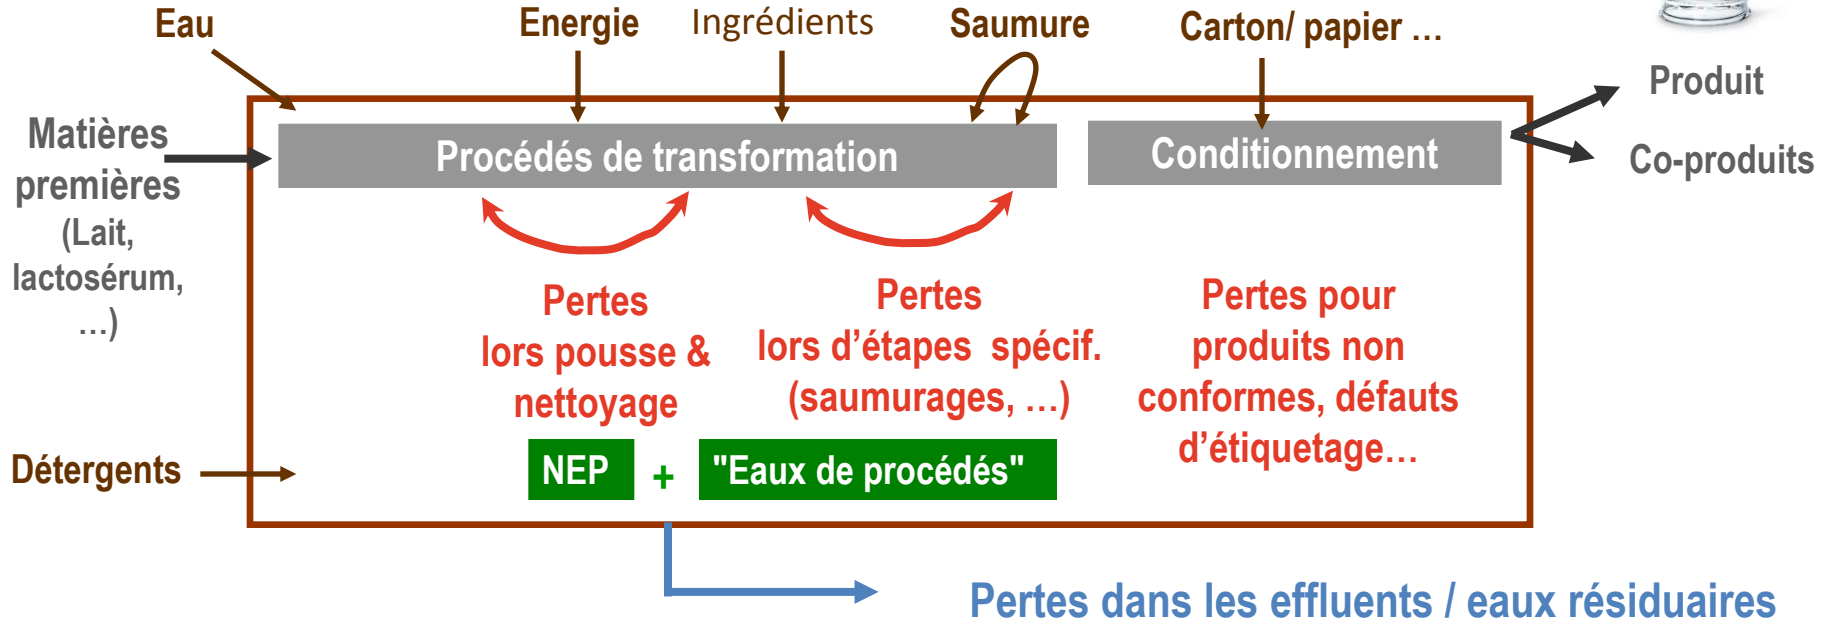 Eau
Energie
Ingrédients
Saumure
Carton/ papier …
Produit
Co-produits
Matières
premières
(Lait,
lactosérum,
…)
Procédés de transformation
Conditionnement
Pertes
lors pousse &
nettoyage
Pertes
lors d’étapes  spécif.
(saumurages, …)
Pertes pour
produits non
conformes, défauts
d’étiquetage…
Détergents
NEP
+
"Eaux de procédés"
Pertes dans les effluents / eaux résiduaires